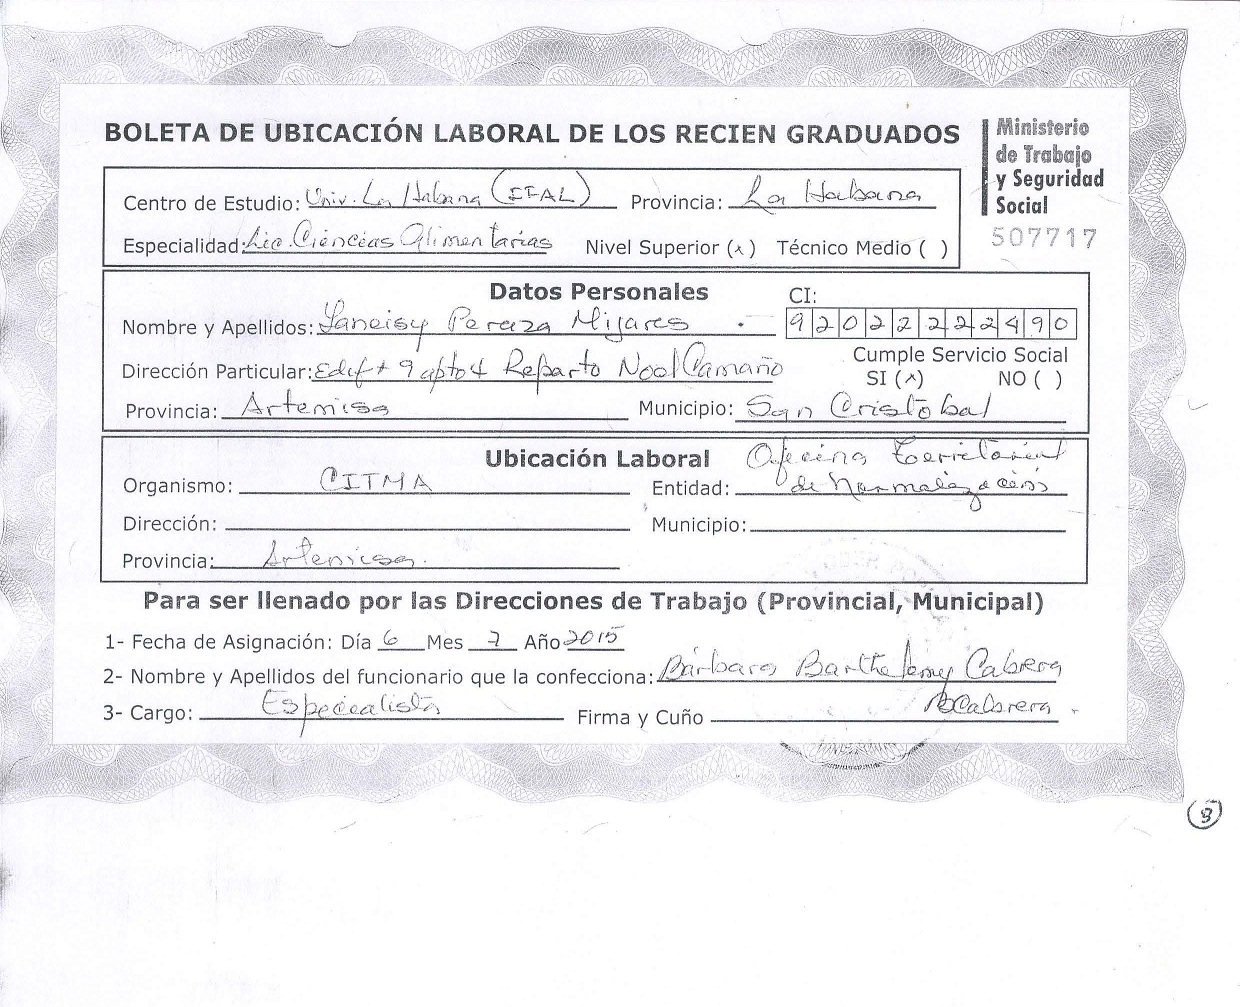 BOLETA DE UBICACIÓN LABORAL DE LOS RECIEN GRADUADOS
Ministerio
de Trabajo
y Seguridad
Social
507717
Centro de Estudio: Univ. La Habana (IFAL) Provincia: La Habana
Especialidad: Lic. Ciencias Alimentarias Nivel Superior (x) Técnico Medio ( )
Datos Personales
CI:
Nombre y Apellidos: Yaneisy Peraza Mijares 92022222490
Cumple Servicio Social
Dirección Particular: Edif 9 apto 4 Reparto Noel Camaño
SI (x) NO ( )
Provincia: Artemisa Municipio: San Cristobal
Ubicación Laboral
Organismo: CITMA Entidad: Oficina Territorial
de Normalización
Dirección: Municipio:
Provincia: Artemisa.
Para ser llenado por las Direcciones de Trabajo (Provincial, Municipal)
1- Fecha de Asignación: Día 6 Mes 7 Año 2015
2- Nombre y Apellidos del funcionario que la confecciona: Bárbara Barthelemy Cabrera
3- Cargo: Especialista Firma y Cuño BCabrera
8